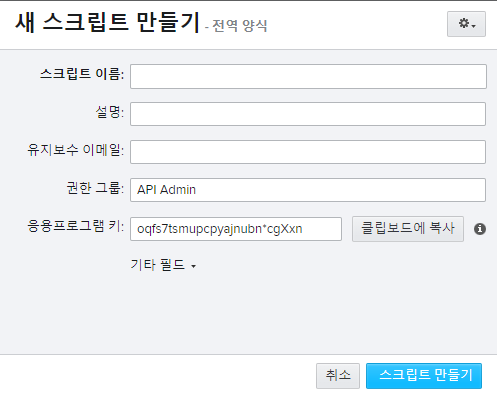 새 스크립트 만들기 - 전역 양식
스크립트 이름:
설명:
유지보수 이메일:
권한 그룹: API Admin
응용프로그램 키: oqfs7tsmupcpyajnubn*cgXxn 클립보드에 복사
기타 필드
취소 스크립트 만들기